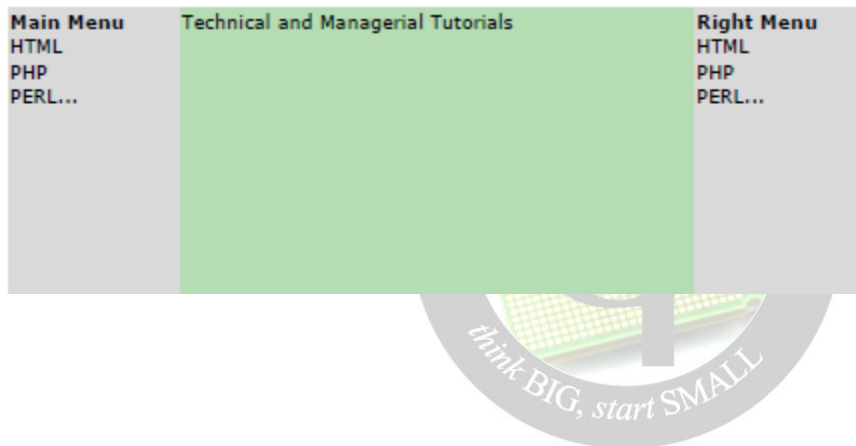 Main Menu
HTML
PHP
PERL...
Technical and Managerial Tutorials
Right Menu
HTML
PHP
PERL...
think BIG, start SMALL